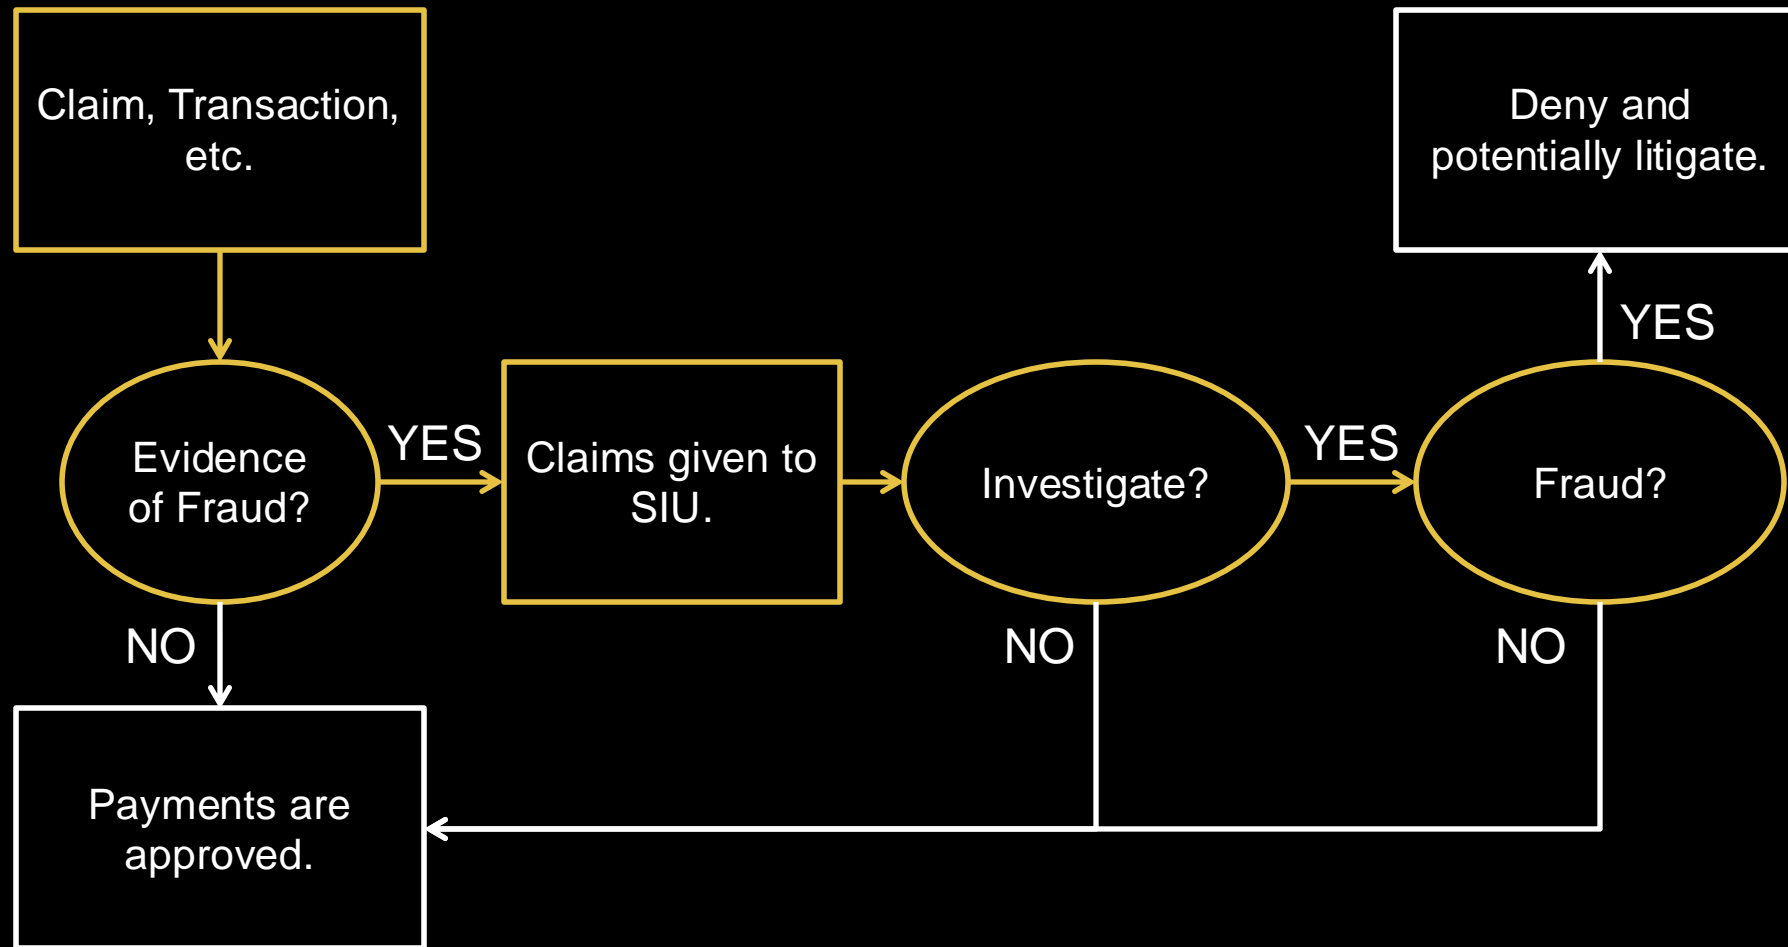 Claim, Transaction,
etc.
Deny and
potentially litigate.
YES
Evidence
of Fraud?
YES
Claims given to
SIU.
Investigate?
YES
Fraud?
NO
NO
NO
Payments are
approved.